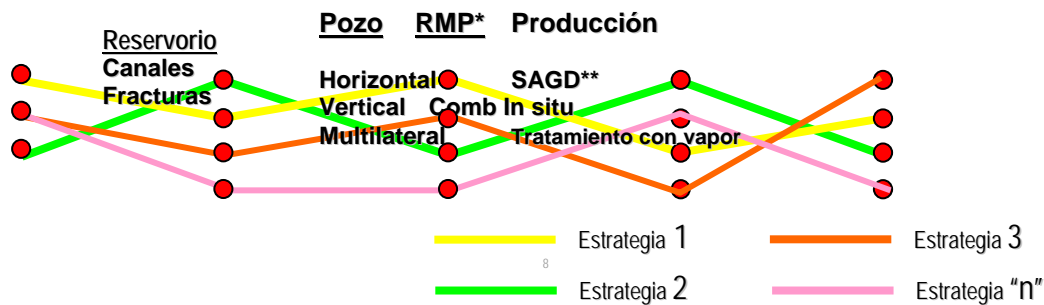 Pozo RMP* Producción
Reservorio
Canales
Fracturas
Horizontal SAGD**
Vertical Comb In situ
Multilateral Tratamiento con vapor
Estrategia 1 Estrategia 3
8
Estrategia 2 Estrategia "n"